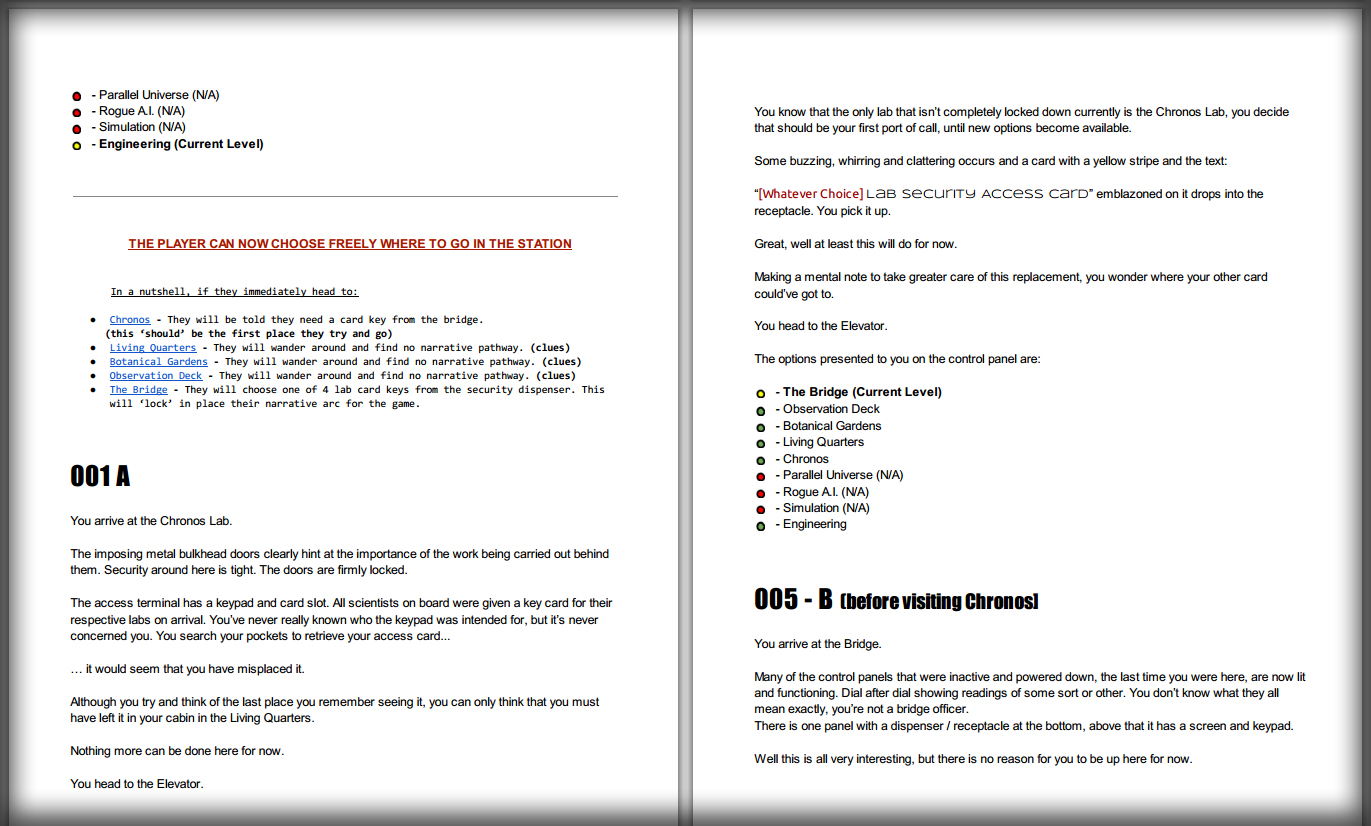 - Parallel Universe (N/A)
- Rogue A.I. (N/A)
- Simulation (N/A)
- Engineering (Current Level)
THE PLAYER CAN NOW CHOOSE FREELY WHERE TO GO IN THE STATION
In a nutshell, if they immediately head to:
● Chronos - They will be told they need a card key from the bridge.
(this ‘should’ be the first place they try and go)
● Living Quarters - They will wander around and find no narrative pathway. (clues)
● Botanical Gardens - They will wander around and find no narrative pathway. (clues)
● Observation Deck - They will wander around and find no narrative pathway. (clues)
● The Bridge - They will choose one of 4 lab card keys from the security dispenser. This
will ‘lock’ in place their narrative arc for the game.
001 A
You arrive at the Chronos Lab.
The imposing metal bulkhead doors clearly hint at the importance of the work being carried out behind
them. Security around here is tight. The doors are firmly locked.
The access terminal has a keypad and card slot. All scientists on board were given a key card for their
respective labs on arrival. You’ve never really known who the keypad was intended for, but it’s never
concerned you. You search your pockets to retrieve your access card...
… it would seem that you have misplaced it.
Although you try and think of the last place you remember seeing it, you can only think that you must
have left it in your cabin in the Living Quarters.
Nothing more can be done here for now.
You head to the Elevator.
You know that the only lab that isn’t completely locked down currently is the Chronos Lab, you decide
that should be your first port of call, until new options become available.
Some buzzing, whirring and clattering occurs and a card with a yellow stripe and the text:
“[Whatever Choice] Lab Security Access Card” emblazoned on it drops into the
receptacle. You pick it up.
Great, well at least this will do for now.
Making a mental note to take greater care of this replacement, you wonder where your other card
could’ve got to.
You head to the Elevator.
The options presented to you on the control panel are:
- The Bridge (Current Level)
- Observation Deck
- Botanical Gardens
- Living Quarters
- Chronos
- Parallel Universe (N/A)
- Rogue A.I. (N/A)
- Simulation (N/A)
- Engineering
005 - B (before visiting Chronos]
You arrive at the Bridge.
Many of the control panels that were inactive and powered down, the last time you were here, are now lit
and functioning. Dial after dial showing readings of some sort or other. You don’t know what they all
mean exactly, you’re not a bridge officer.
There is one panel with a dispenser / receptacle at the bottom, above that it has a screen and keypad.
Well this is all very interesting, but there is no reason for you to be up here for now.